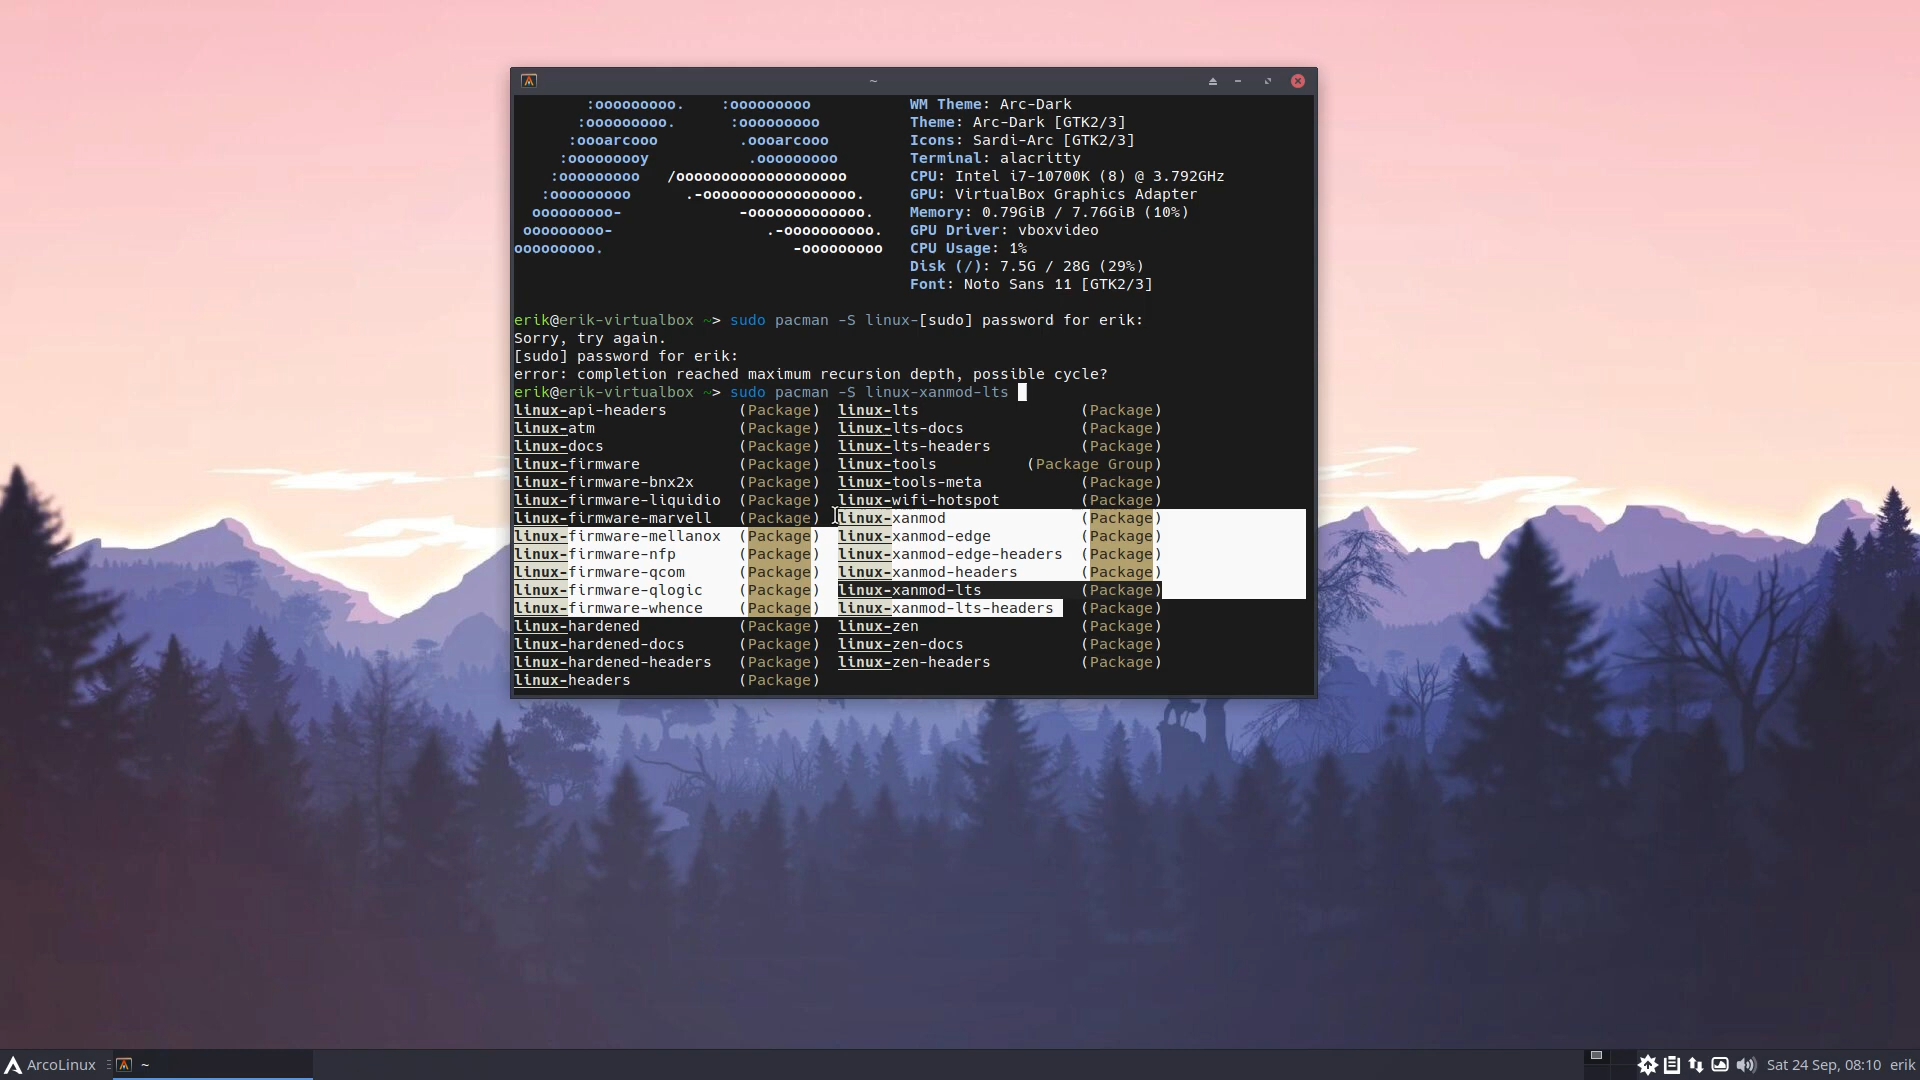 ~
:ooooooooo.    :ooooooooo          WM Theme: Arc-Dark
:ooooooooo.      :ooooooooo         Theme: Arc-Dark [GTK2/3]
:oooarcooo         .oooarcooo        Icons: Sardi-Arc [GTK2/3]
:ooooooooy           .ooooooooo       Terminal: alacritty
:ooooooooo   /ooooooooooooooooooo      CPU: Intel i7-10700K (8) @ 3.792GHz
:ooooooooo      .-ooooooooooooooooo.    GPU: VirtualBox Graphics Adapter
ooooooooo-             -ooooooooooooo.   Memory: 0.79GiB / 7.76GiB (10%)
ooooooooo-                 .-oooooooooo.  GPU Driver: vboxvideo
ooooooooo.                     -ooooooooo  CPU Usage: 1%
Disk (/): 7.5G / 28G (29%)
Font: Noto Sans 11 [GTK2/3]
erik@erik-virtualbox ~> sudo pacman -S linux-[sudo] password for erik:
Sorry, try again.
[sudo] password for erik:
error: completion reached maximum recursion depth, possible cycle?
erik@erik-virtualbox ~> sudo pacman -S linux-xanmod-lts
linux-api-headers        (Package)  linux-lts                  (Package)
linux-atm                (Package)  linux-lts-docs             (Package)
linux-docs               (Package)  linux-lts-headers          (Package)
linux-firmware           (Package)  linux-tools          (Package Group)
linux-firmware-bnx2x     (Package)  linux-tools-meta           (Package)
linux-firmware-liquidio  (Package)  linux-wifi-hotspot         (Package)
linux-firmware-marvell   (Package)  linux-xanmod               (Package)
linux-firmware-mellanox  (Package)  linux-xanmod-edge          (Package)
linux-firmware-nfp       (Package)  linux-xanmod-edge-headers  (Package)
linux-firmware-qcom      (Package)  linux-xanmod-headers       (Package)
linux-firmware-qlogic    (Package)  linux-xanmod-lts           (Package)
linux-firmware-whence    (Package)  linux-xanmod-lts-headers   (Package)
linux-hardened           (Package)  linux-zen                  (Package)
linux-hardened-docs      (Package)  linux-zen-docs             (Package)
linux-hardened-headers   (Package)  linux-zen-headers          (Package)
linux-headers            (Package)
ArcoLinux ~ Sat 24 Sep, 08:10 erik